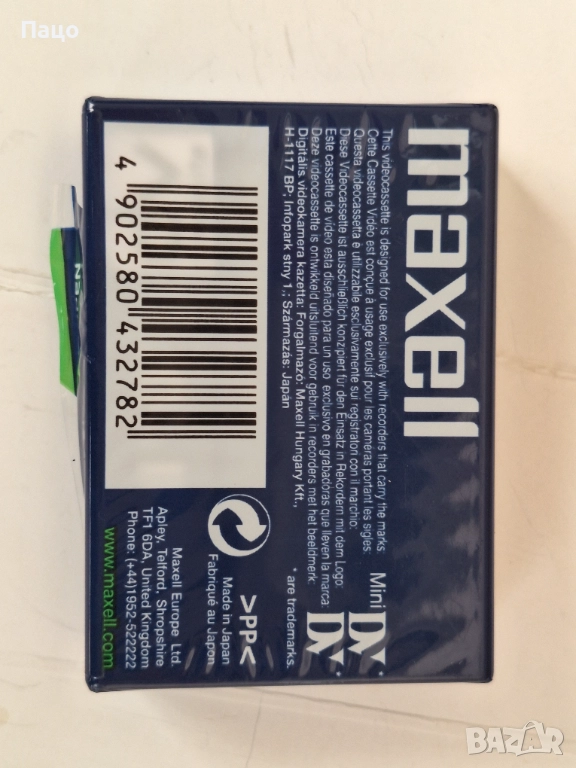 Пацо
maxell
This videocassette is designed for use exclusively with recorders that carry the marks:
Cette Cassette Vidéo est conçue à usage exclusif pour les caméras portant les sigles:
Questa videocassetta è utilizzabile esclusivamente sui registratori con il marchio:
Diese Videocassette ist ausschließlich konzipiert für den Einsatz in Rekordern mit dem Logo:
Este cassette de video esta diseñado para un uso exclusivo en grabadoras que lleven la marca:
Deze videocassette is ontwikkeld uitsluitend voor gebruik in recorders met het beeldmerk:
Digitális videokamera kazetta: Forgalmazó: Maxell Hungary Kft.,
H-1117 BP., Infopark stny 1.; Származás: Japán
Mini DV * DV *
* are trademarks.
4 902580 432782
>PP<
Made in Japan
Fabriqué au Japon
Maxell Europe Ltd.
Apley, Telford, Shropshire
TF1 6DA, United Kingdom
Phone: (+44)1952-522222
www.maxell.com
BAZAR